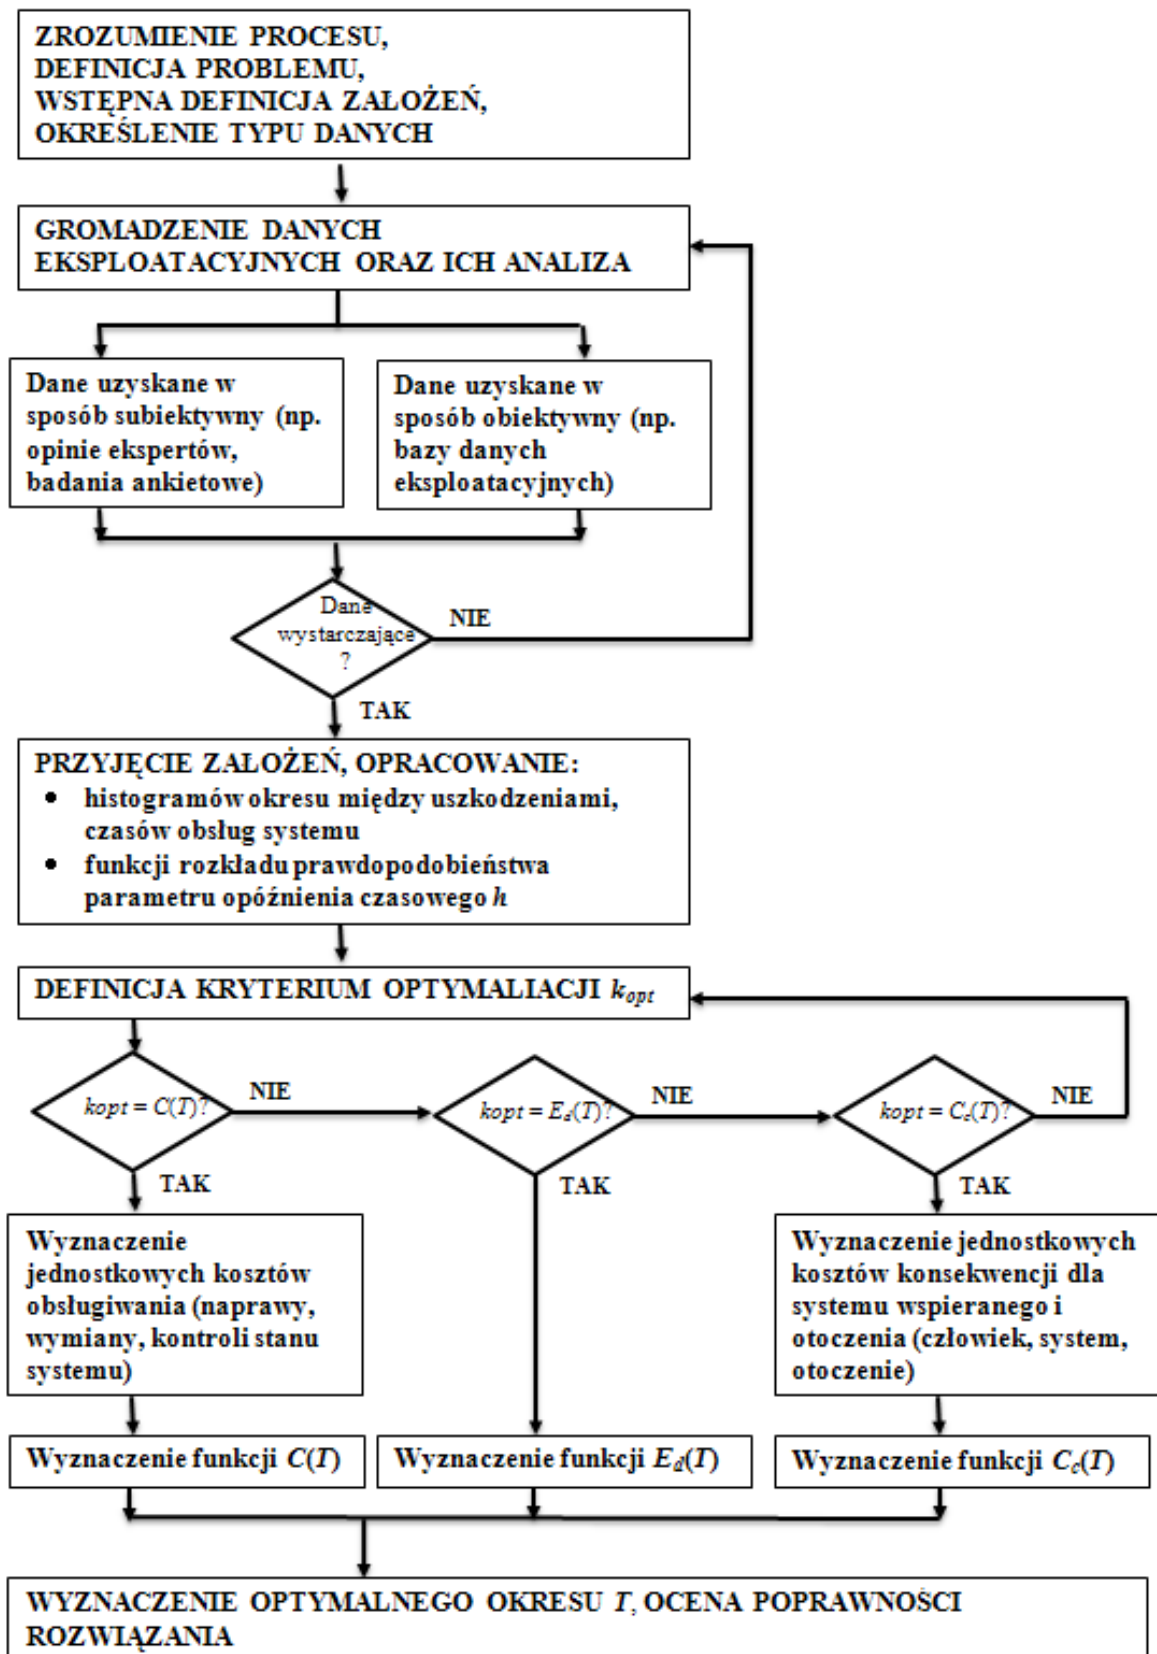 ZROZUMIENIE PROCESU,
DEFINICJA PROBLEMU,
WSTĘPNA DEFINICJA ZAŁOŻEŃ,
OKREŚLENIE TYPU DANYCH
GROMADZENIE DANYCH
EKSPLOATACYJNYCH ORAZ ICH ANALIZA
Dane uzyskane w
sposób subiektywny (np.
opinie ekspertów,
badania ankietowe)
Dane uzyskane w
sposób obiektywny (np.
bazy danych
eksploatacyjnych)
Dane
wystarczające
?
NIE
TAK
PRZYJĘCIE ZAŁOŻEŃ, OPRACOWANIE:
• histogramów okresu między uszkodzeniami,
czasów obsług systemu
• funkcji rozkładu prawdopodobieństwa
parametru opóźnienia czasowego h
DEFINICJA KRYTERIUM OPTYMALIACJI kopt
kopt = C(T)?
NIE
kopt = Ed(T)?
NIE
kopt = Cc(T)?
NIE
TAK
TAK
TAK
Wyznaczenie
jednostkowych kosztów
obsługiwania (naprawy,
wymiany, kontroli stanu
systemu)
Wyznaczenie jednostkowych
kosztów konsekwencji dla
systemu wspieranego i
otoczenia (człowiek, system,
otoczenie)
Wyznaczenie funkcji C(T)
Wyznaczenie funkcji Ed(T)
Wyznaczenie funkcji Cc(T)
WYZNACZENIE OPTYMALNEGO OKRESU T, OCENA POPRAWNOŚCI
ROZWIĄZANIA